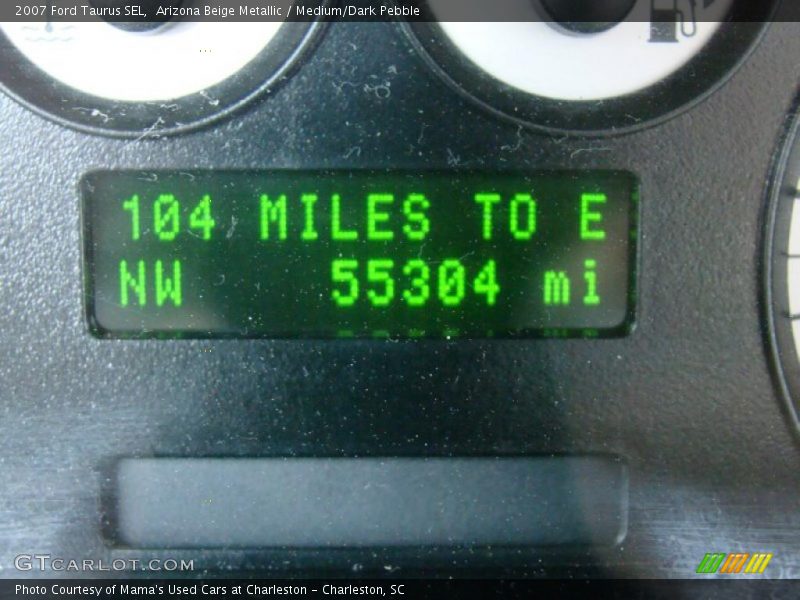 2007 Ford Taurus SEL,  Arizona Beige Metallic / Medium/Dark Pebble
104 MILES TO E
NW 55304 mi
GTCARLOT.COM
Photo Courtesy of Mama's Used Cars at Charleston - Charleston, SC